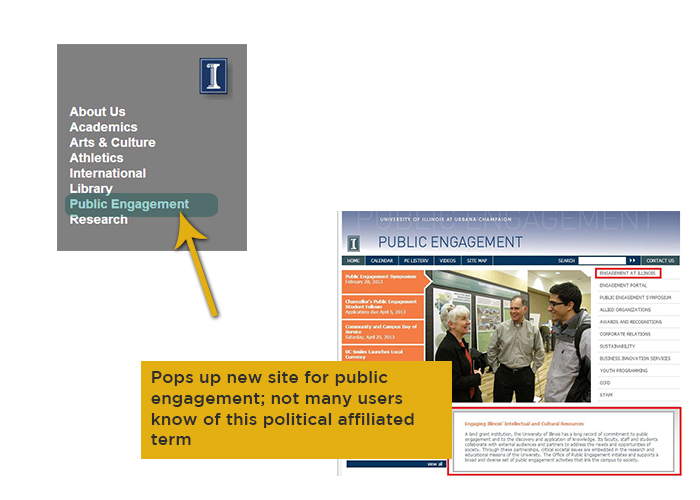 I
About Us
Academics
Arts & Culture
Athletics
International
Library
Public Engagement
Research
PUBLIC ENGAGEMENT
UNIVERSITY OF ILLINOIS AT URBANA-CHAMPAIGN
I
PUBLIC ENGAGEMENT
HOME CALENDAR PE LISTERV VIDEOS SITE MAP SEARCH CONTACT US
Public Engagement Symposium
February 28, 2013
Chancellor's Public Engagement
Student Fellows
Applications due April 5, 2013
Community and Campus Day of
Service
Saturday, April 20, 2013
UC Smiles Launches Local
Currency
view all
ENGAGEMENT AT ILLINOIS
ENGAGEMENT PORTAL
PUBLIC ENGAGEMENT SYMPOSIUM
ALLIED ORGANIZATIONS
AWARDS AND RECOGNITIONS
CORPORATE RELATIONS
SUSTAINABILITY
BUSINESS INNOVATION SERVICES
YOUTH PROGRAMMING
STAFF
Pops up new site for public
engagement; not many users
know of this political affiliated
term
Engaging Illinois' Intellectual and Cultural Resources
A land grant institution, the University of Illinois has a long record of commitment to public
engagement and to the discovery and application of knowledge. Its faculty, staff and students
collaborate with external audiences and partners to address the needs and opportunities of
society. Through these partnerships, critical societal issues are embedded in the research and
educational missions of the University. The Office of Public Engagement initiates and supports a
broad and diverse set of public engagement activities that link the campus to society.